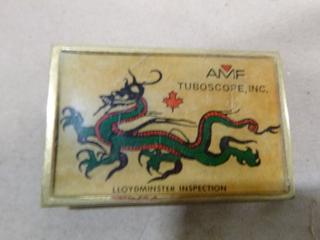 AMF
TUBOSCOPE, INC.
LLOYDMINSTER INSPECTION